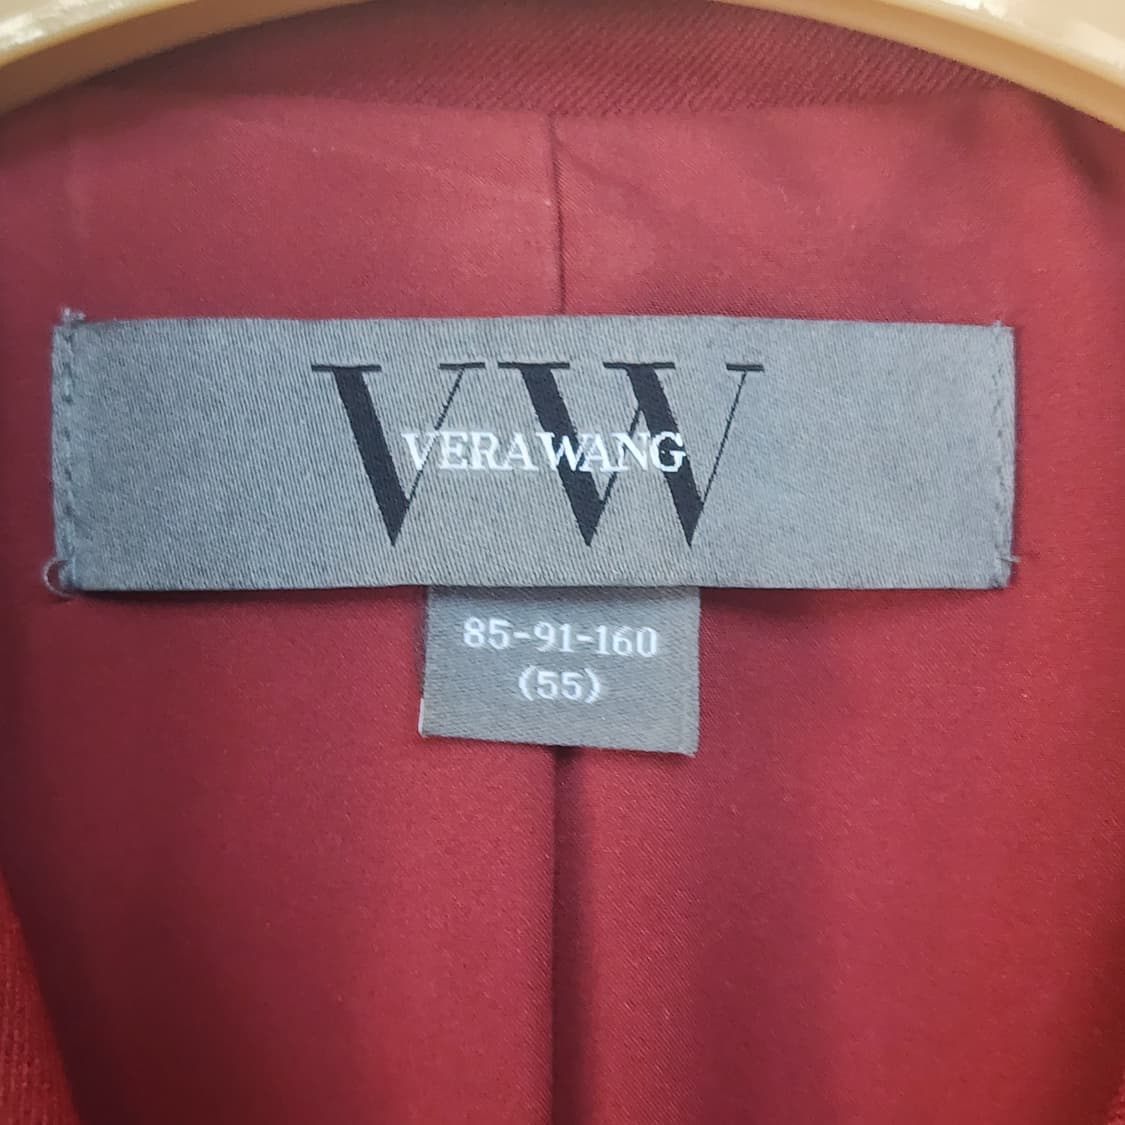 VW
VERA WANG
85-91-160
(55)